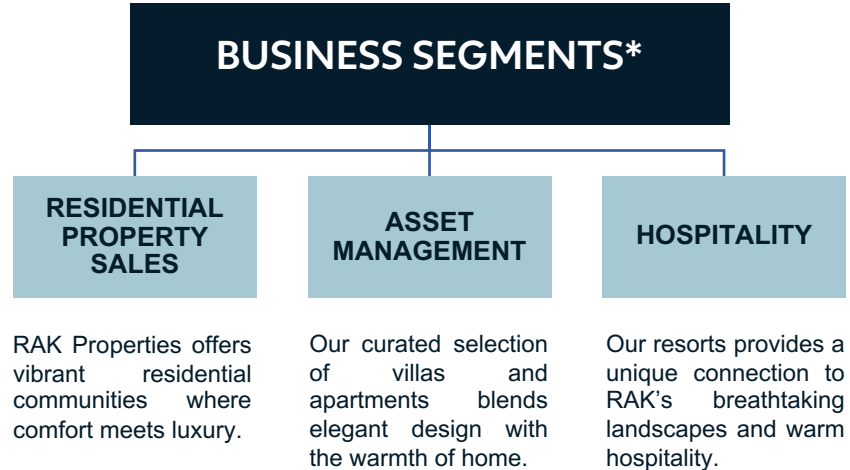 BUSINESS SEGMENTS*
RESIDENTIAL
PROPERTY
SALES
ASSET
MANAGEMENT
HOSPITALITY
RAK Properties offers
vibrant residential
communities where
comfort meets luxury.
Our curated selection
of villas and
apartments blends
elegant design with
the warmth of home.
Our resorts provides a
unique connection to
RAK’s breathtaking
landscapes and warm
hospitality.